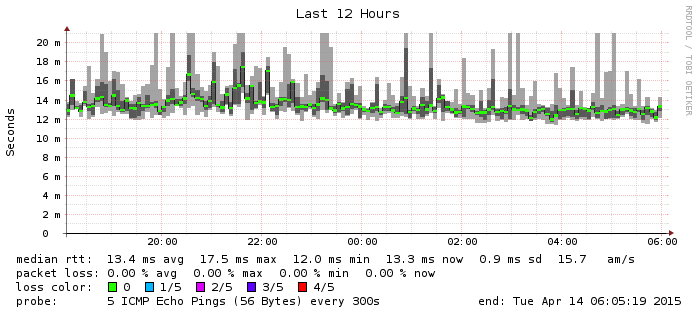 Last 12 Hours
RRDTOOL / TOBI OETIKER
Seconds
20 m
18 m
16 m
14 m
12 m
10 m
8 m
6 m
4 m
2 m
0
20:00 22:00 00:00 02:00 04:00 06:00
median rtt: 13.4 ms avg 17.5 ms max 12.0 ms min 13.3 ms now 0.9 ms sd 15.7 am/s
packet loss: 0.00 % avg 0.00 % max 0.00 % min 0.00 % now
loss color: 0 1/5 2/5 3/5 4/5
probe: 5 ICMP Echo Pings (56 Bytes) every 300s end: Tue Apr 14 06:05:19 2015